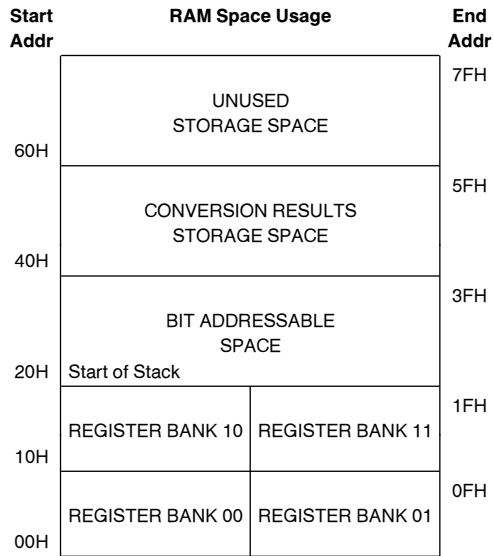 Start Addr RAM Space Usage End Addr
7FH
UNUSED
STORAGE SPACE
60H
5FH
CONVERSION RESULTS
STORAGE SPACE
40H
3FH
BIT ADDRESSABLE
SPACE
20H Start of Stack
1FH
REGISTER BANK 10 REGISTER BANK 11
10H
0FH
REGISTER BANK 00 REGISTER BANK 01
00H